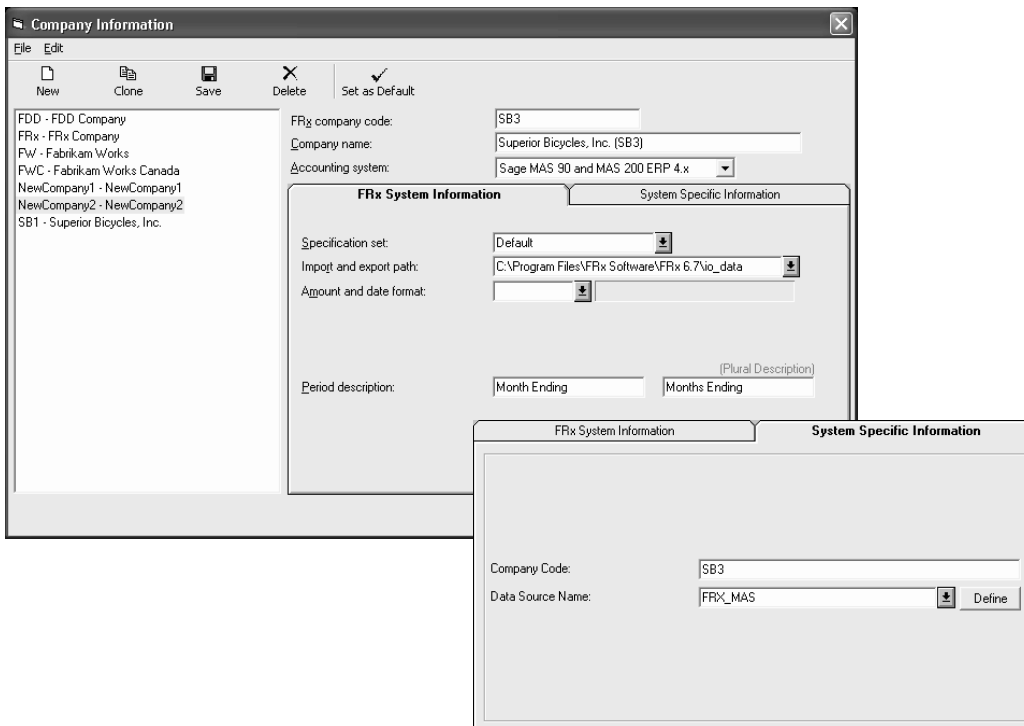 Company Information
File Edit
New Clone Save Delete Set as Default
FDD - FDD Company
FRx - FRx Company
FW - Fabrikam Works
FWC - Fabrikam Works Canada
NewCompany1 - NewCompany1
NewCompany2 - NewCompany2
SB1 - Superior Bicycles, Inc.
FRx company code: SB3
Company name: Superior Bicycles, Inc. (SB3)
Accounting system: Sage MAS 90 and MAS 200 ERP 4.x
FRx System Information System Specific Information
Specification set: Default
Import and export path: C:\Program Files\FRx Software\FRx 6.7\io_data
Amount and date format:
(Plural Description)
Period description: Month Ending Months Ending
FRx System Information System Specific Information
Company Code: SB3
Data Source Name: FRX_MAS Define